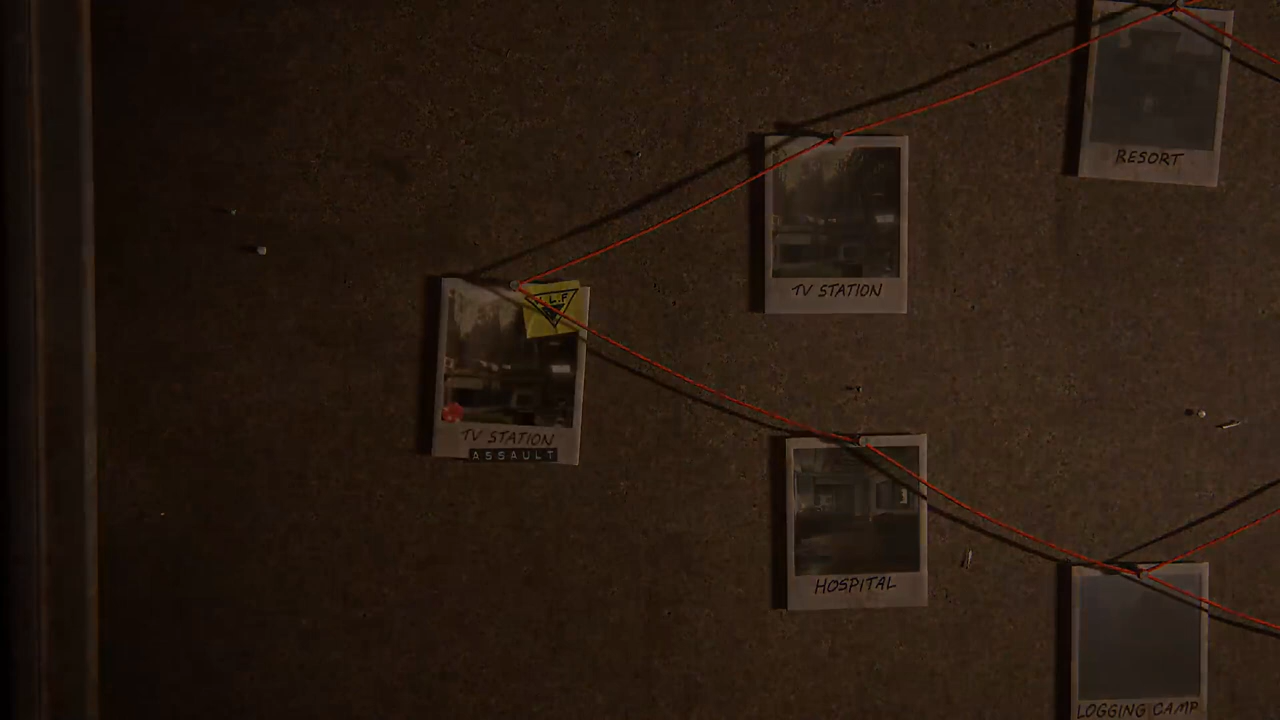 RESORT
TV STATION
TV STATION
ASSAULT
HOSPITAL
LOGGING CAMP